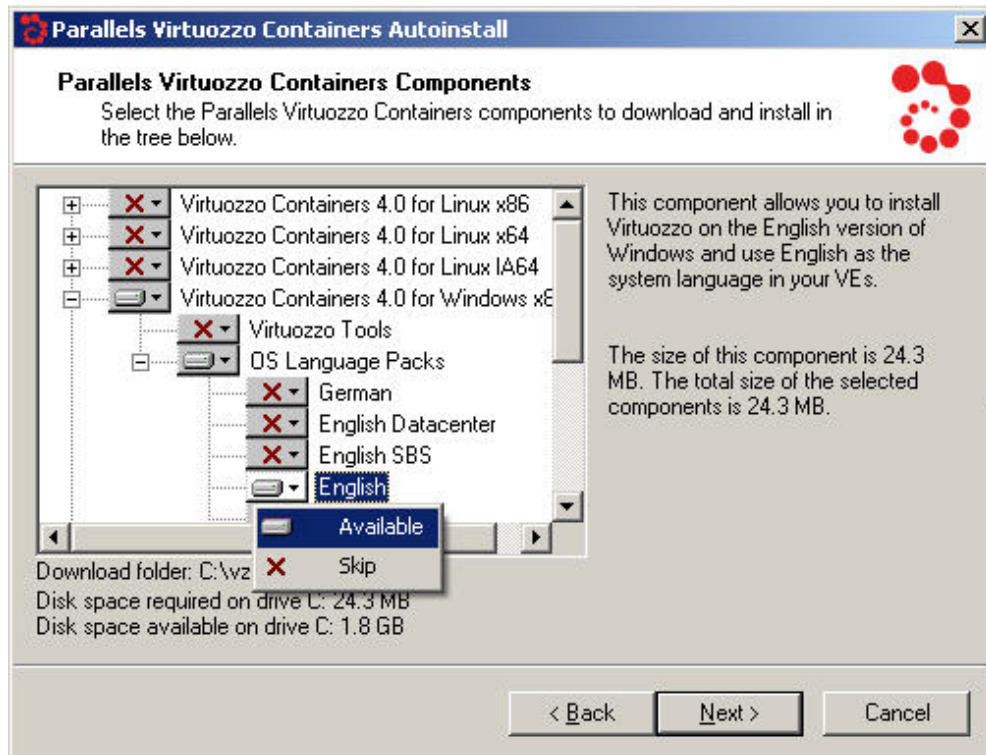 Parallels Virtuozzo Containers Autoinstall
Parallels Virtuozzo Containers Components
Select the Parallels Virtuozzo Containers components to download and install in
the tree below.
Virtuozzo Containers 4.0 for Linux x86
Virtuozzo Containers 4.0 for Linux x64
Virtuozzo Containers 4.0 for Linux IA64
Virtuozzo Containers 4.0 for Windows x8
Virtuozzo Tools
OS Language Packs
German
English Datacenter
English SBS
English
Available
Skip
This component allows you to install
Virtuozzo on the English version of
Windows and use English as the
system language in your VEs.
The size of this component is 24.3
MB. The total size of the selected
components is 24.3 MB.
Download folder: C:\vz
Disk space required on drive C: 24.3 MB
Disk space available on drive C: 1.8 GB
< Back
Next >
Cancel